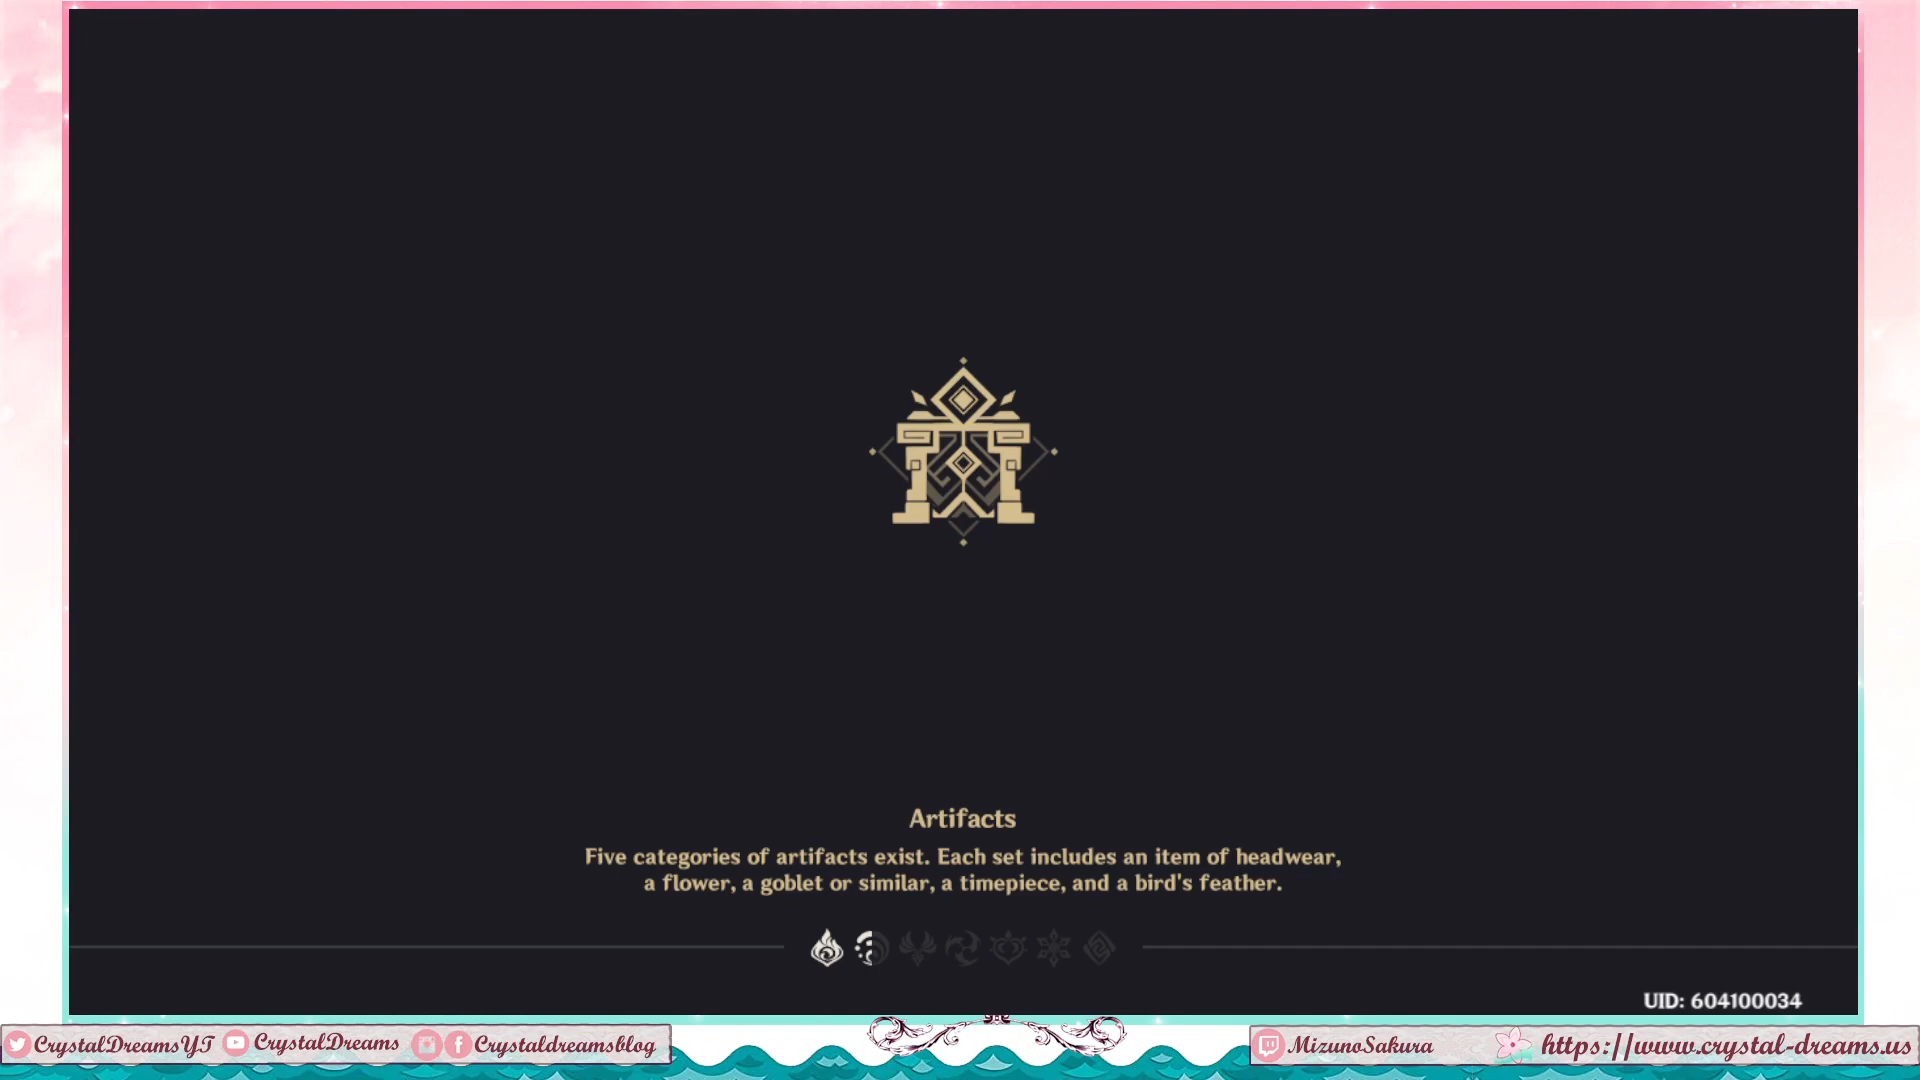 Artifacts
Five categories of artifacts exist. Each set includes an item of headwear,
a flower, a goblet or similar, a timepiece, and a bird's feather.
UID: 604100034
CrystalDreamsYT
CrystalDreams
Crystaldreamsblog
MizunoSakura
https://www.crystal-dreams.us